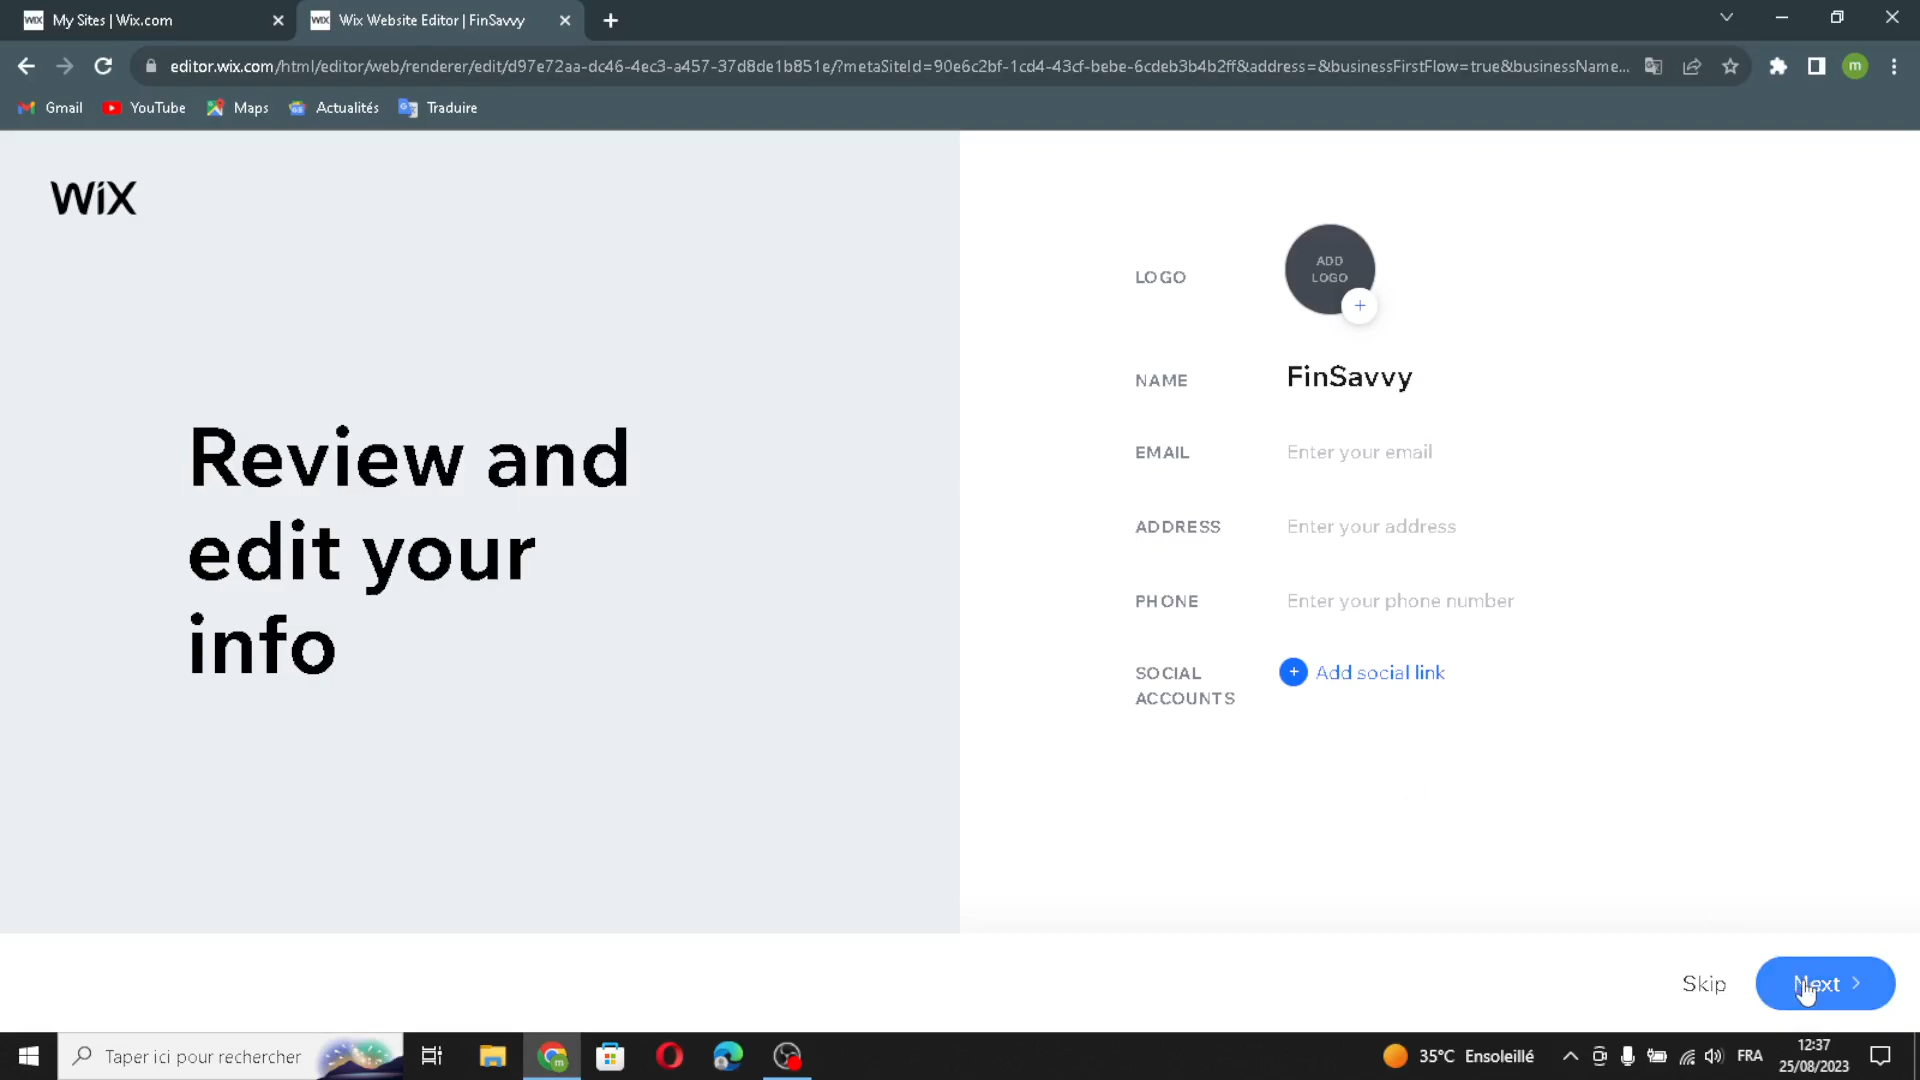 WIX My Sites | Wix.com
WIX Wix Website Editor | FinSavvy
editor.wix.com/html/editor/web/renderer/edit/d97e72aa-dc46-4ec3-a457-37d8de1b851e/?metaSiteId=90e6c2bf-1cd4-43cf-bebe-6cdeb3b4b2ff&address=&businessFirstFlow=true&businessName...
m
Gmail YouTube Maps Actualités Traduire
WiX
Review and
edit your
info
LOGO
ADD
LOGO
+
NAME FinSavvy
EMAIL Enter your email
ADDRESS Enter your address
PHONE Enter your phone number
SOCIAL
ACCOUNTS
+ Add social link
Skip Next >
Taper ici pour rechercher
35°C Ensoleillé
FRA
12:37
25/08/2023